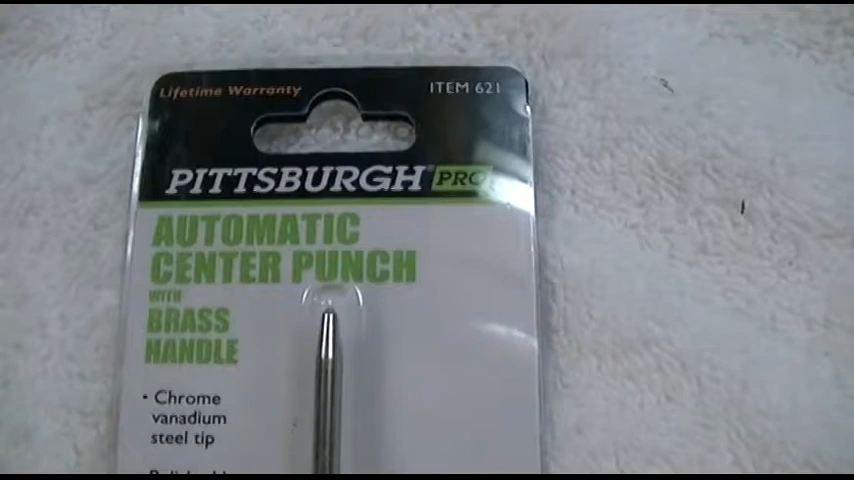 Lifetime Warranty
ITEM 621
PITTSBURGH® PRO
AUTOMATIC
CENTER PUNCH
WITH
BRASS
HANDLE
• Chrome
vanadium
steel tip